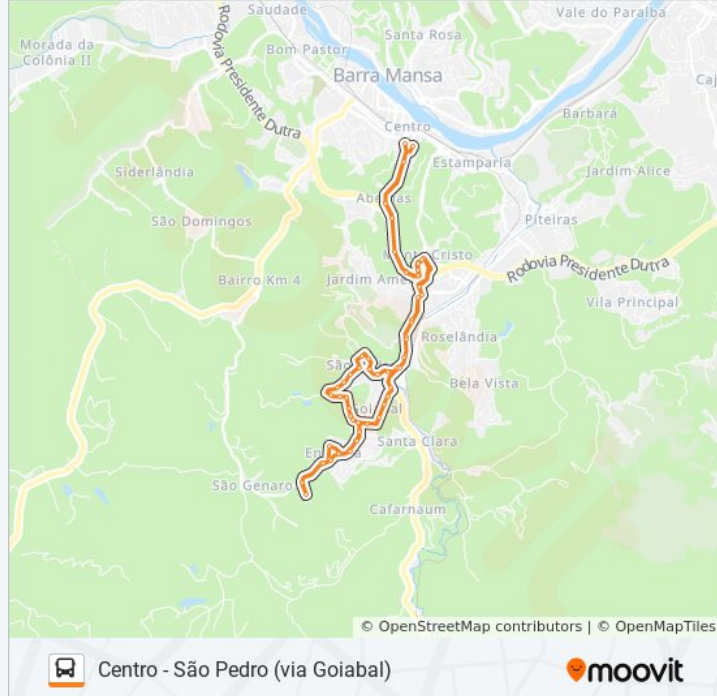 Saudade
Vale do Paraíba
Morada da
Colônia II
Santa Rosa
Bom Pastor
Barra Mansa
Rodovia Presidente Dutra
Centro
Barbará
Estamparia
Siderlândia
Jardim Alice
São Domingos
Piteiras
Bairro Km 4
Rodovia Presidente Dutra
Vila Principal
Roselândia
Bela Vista
Santa Clara
São Genaro
Cafarnaum
© OpenStreetMap contributors | © OpenMapTiles
Centro - São Pedro (via Goiabal)
moovit